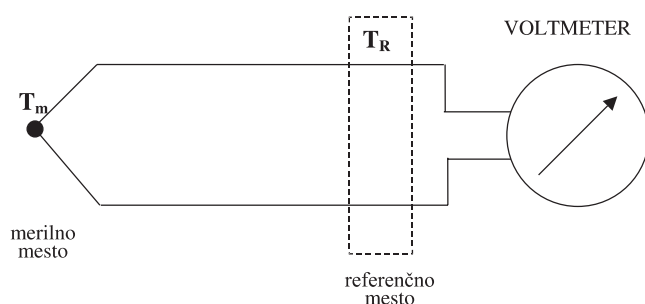 VOLTMETER
T_R
T_m
merilno
mesto
referenčno
mesto